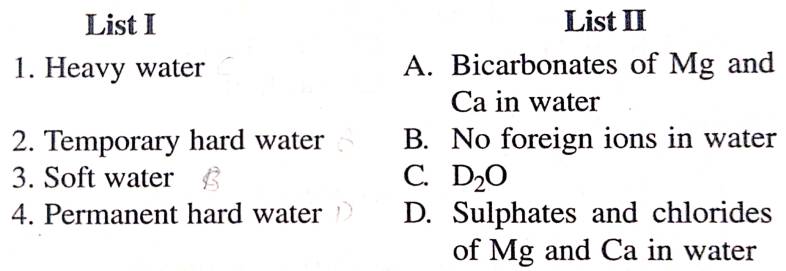 List I List II
1. Heavy water C A. Bicarbonates of Mg and
Ca in water
2. Temporary hard water A B. No foreign ions in water
3. Soft water B C. D₂O
4. Permanent hard water D D. Sulphates and chlorides
of Mg and Ca in water